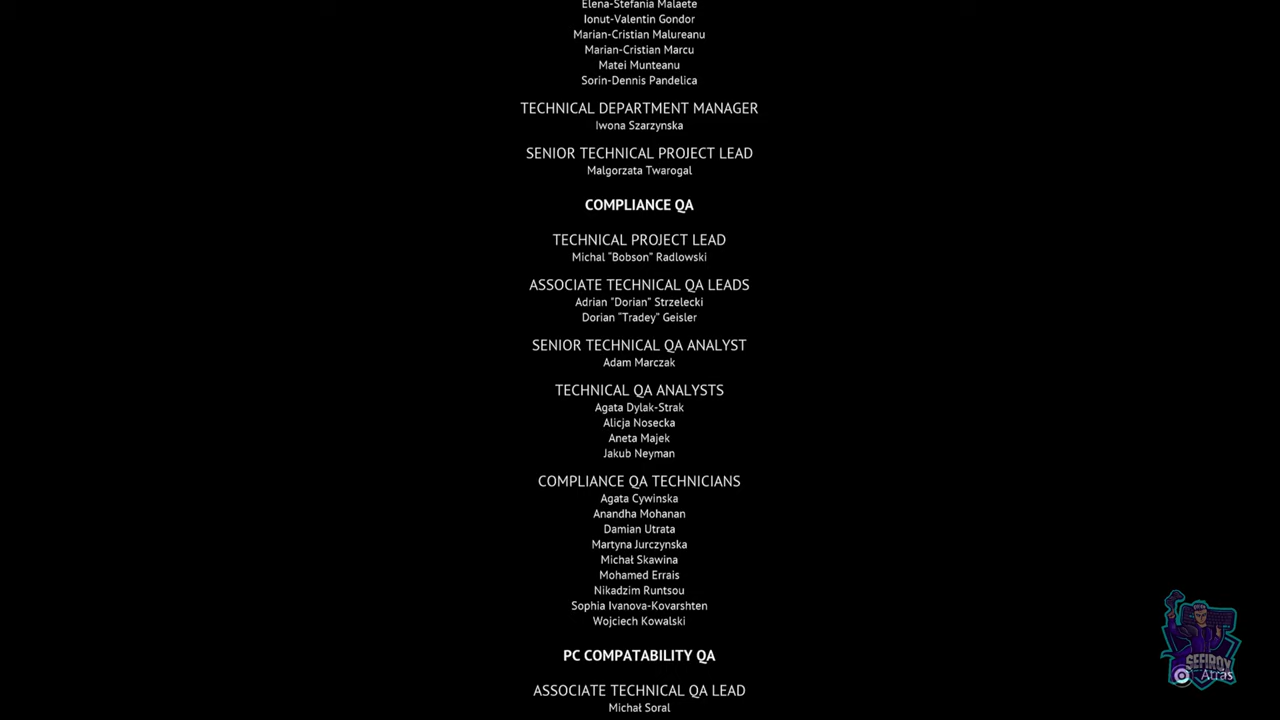 Elena-Stefania Malaete
Ionut-Valentin Gondor
Marian-Cristian Malureanu
Marian-Cristian Marcu
Matei Munteanu
Sorin-Dennis Pandelica
TECHNICAL DEPARTMENT MANAGER
Iwona Szarzynska
SENIOR TECHNICAL PROJECT LEAD
Malgorzata Twarogal
COMPLIANCE QA
TECHNICAL PROJECT LEAD
Michal “Bobson” Radlowski
ASSOCIATE TECHNICAL QA LEADS
Adrian "Dorian" Strzelecki
Dorian “Tradey” Geisler
SENIOR TECHNICAL QA ANALYST
Adam Marczak
TECHNICAL QA ANALYSTS
Agata Dylak-Strak
Alicja Nosecka
Aneta Majek
Jakub Neyman
COMPLIANCE QA TECHNICIANS
Agata Cywinska
Anandha Mohanan
Damian Utrata
Martyna Jurczynska
Michał Skawina
Mohamed Errais
Nikadzim Runtsou
Sophia Ivanova-Kovarshten
Wojciech Kowalski
PC COMPATABILITY QA
ASSOCIATE TECHNICAL QA LEAD
Michał Soral
SEFIROY
Atrás